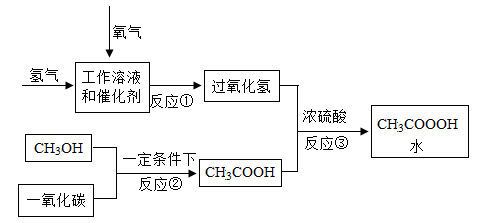 氧气
氢气
工作溶液
和催化剂
反应①
过氧化氢
浓硫酸
反应③
CH3COOOH
水
CH3OH
一氧化碳
一定条件下
反应②
CH3COOH